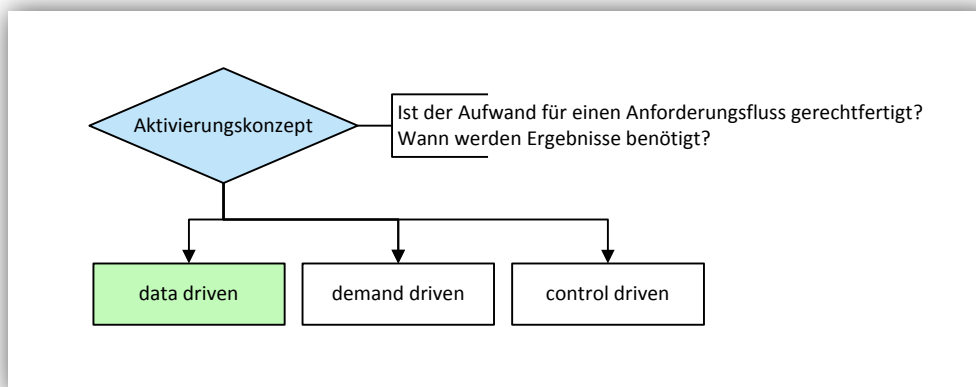 Aktivierungskonzept
Ist der Aufwand für einen Anforderungsfluss gerechtfertigt?
Wann werden Ergebnisse benötigt?
data driven
demand driven
control driven